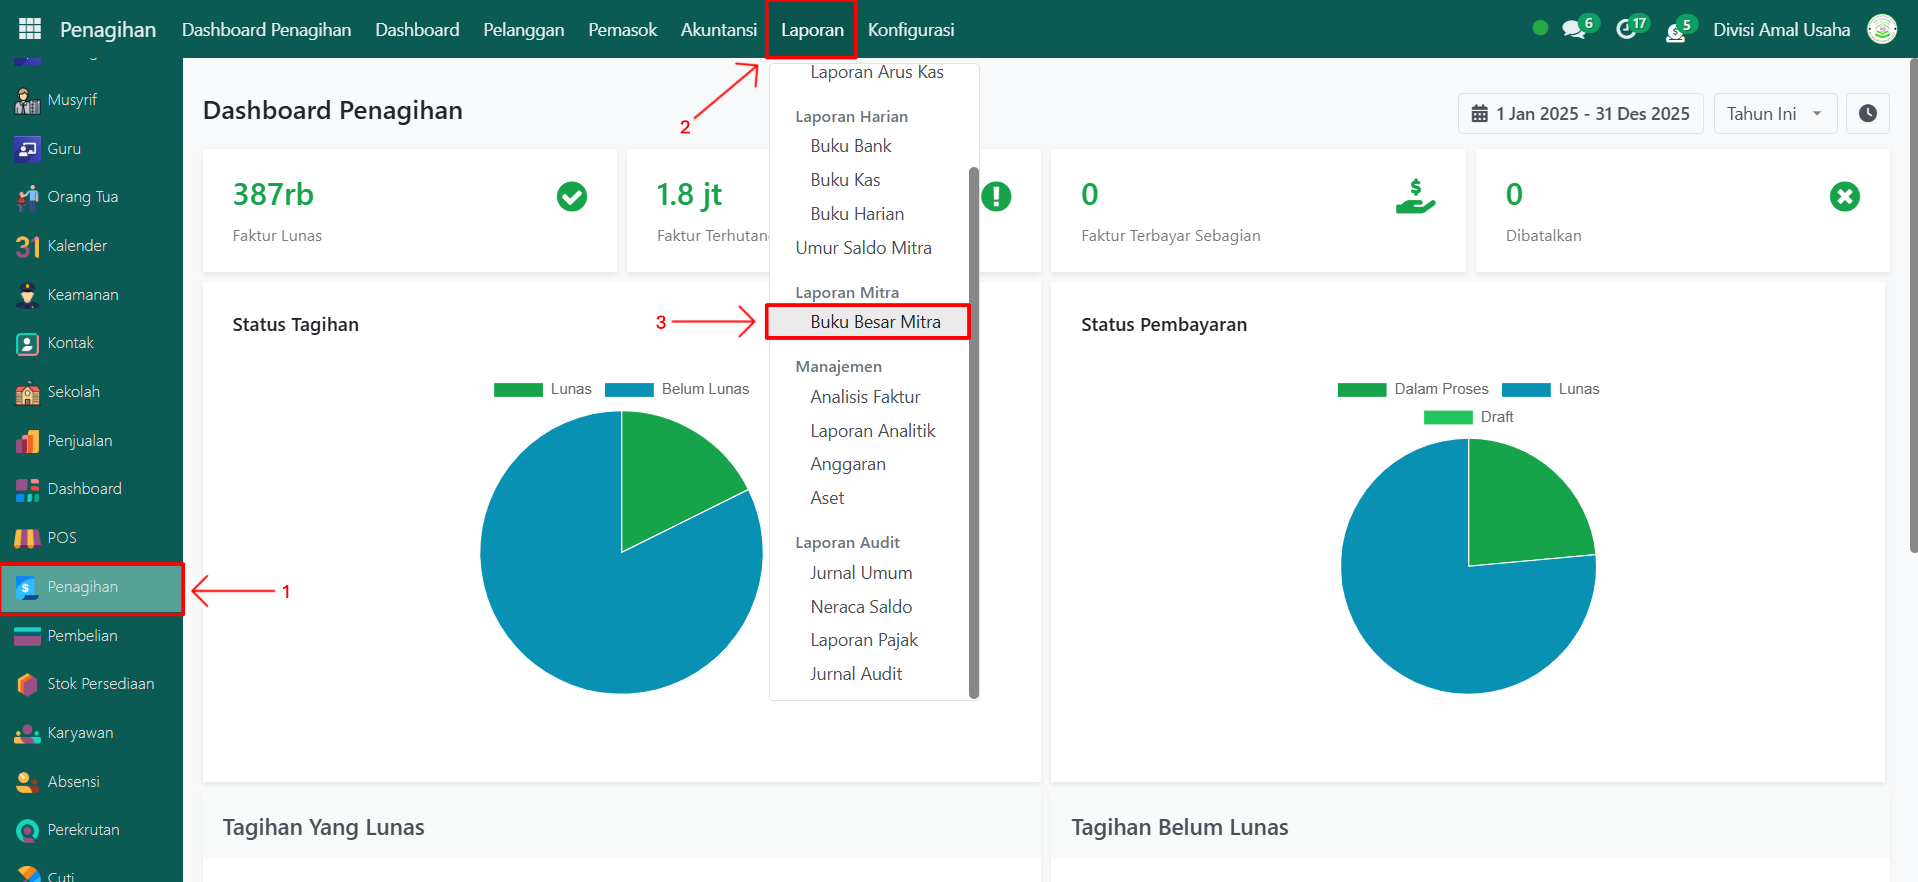 Penagihan
Dashboard Penagihan
Dashboard
Pelanggan
Pemasok
Akuntansi
Laporan
Konfigurasi
6
17
5
Divisi Amal Usaha
Musyrif
Guru
Orang Tua
31
Kalender
Keamanan
Kontak
Sekolah
Penjualan
Dashboard
POS
Penagihan
Pembelian
Stok Persediaan
Karyawan
Absensi
Perekrutan
Cuti
1
2
3
Laporan Arus Kas
Laporan Harian
Buku Bank
Buku Kas
Buku Harian
Umur Saldo Mitra
Laporan Mitra
Buku Besar Mitra
Manajemen
Analisis Faktur
Laporan Analitik
Anggaran
Aset
Laporan Audit
Jurnal Umum
Neraca Saldo
Laporan Pajak
Jurnal Audit
Dashboard Penagihan
1 Jan 2025 - 31 Des 2025
Tahun Ini
387rb
Faktur Lunas
1.8 jt
Faktur Terhutan
0
Faktur Terbayar Sebagian
0
Dibatalkan
Status Tagihan
Lunas
Belum Lunas
Status Pembayaran
Dalam Proses
Lunas
Draft
Tagihan Yang Lunas
Tagihan Belum Lunas